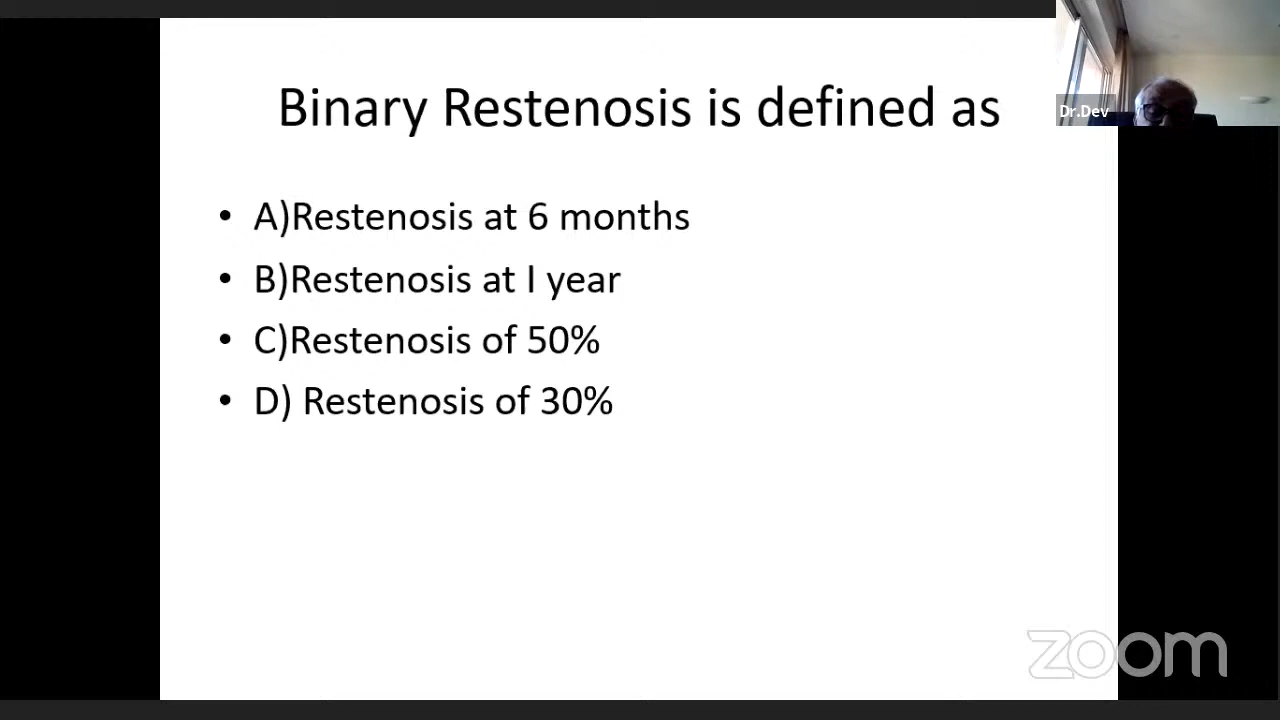 Binary Restenosis is defined as
Dr.Dev
• A)Restenosis at 6 months
• B)Restenosis at I year
• C)Restenosis of 50%
• D) Restenosis of 30%
zoom